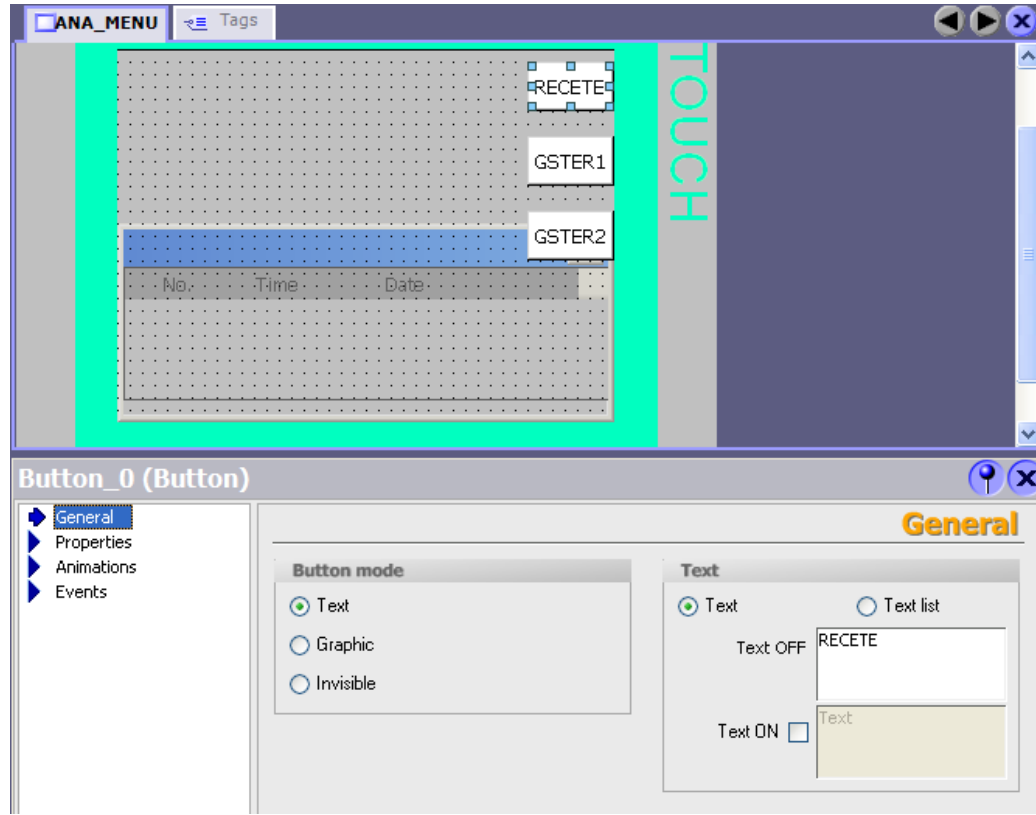 ANA_MENU
Tags
RECETE
TOUCH
GSTER1
GSTER2
No. Time Date
Button_0 (Button)
General
General
Properties
Animations
Events
Button mode
Text
Graphic
Invisible
Text
Text Text list
Text OFF RECETE
Text ON Text